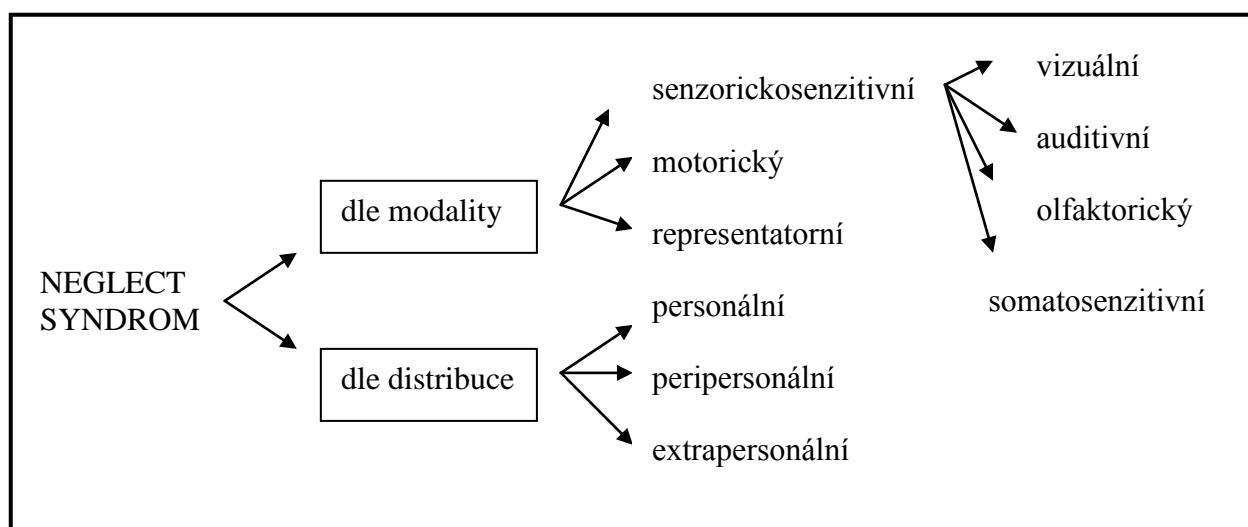 NEGLECT
SYNDROM
dle modality
senzorickosenzitivní
motorický
representatorní
vizuální
auditivní
olfaktorický
somatosenzitivní
dle distribuce
personální
peripersonální
extrapersonální